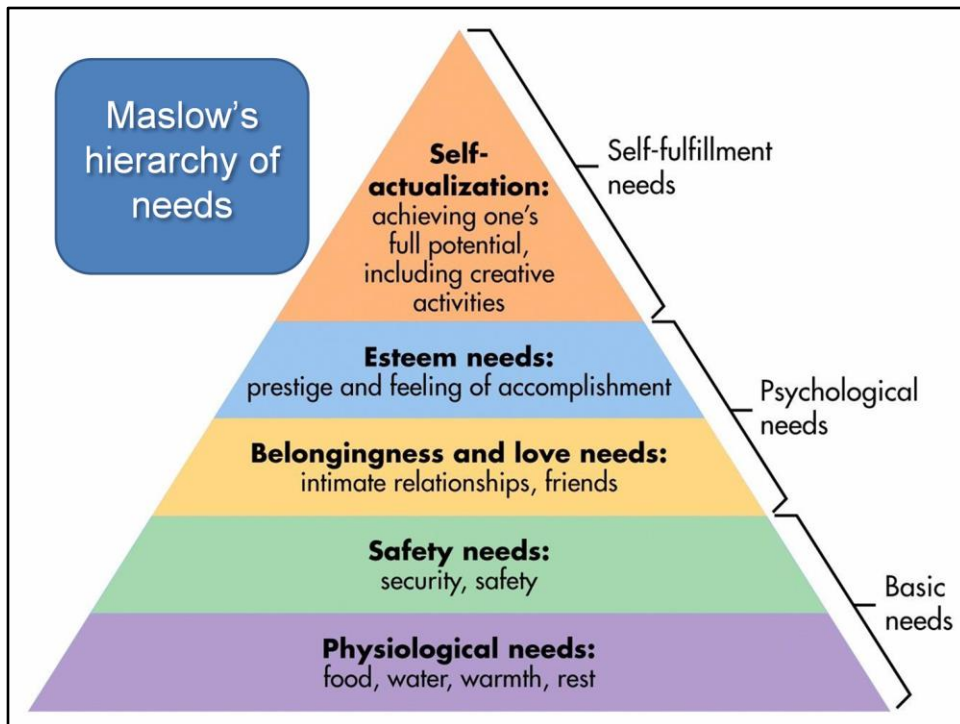 Maslow's
hierarchy of
needs
Self-
actualization:
achieving one's
full potential,
including creative
activities
Self-fulfillment
needs
Esteem needs:
prestige and feeling of accomplishment
Psychological
needs
Belongingness and love needs:
intimate relationships, friends
Safety needs:
security, safety
Basic
needs
Physiological needs:
food, water, warmth, rest